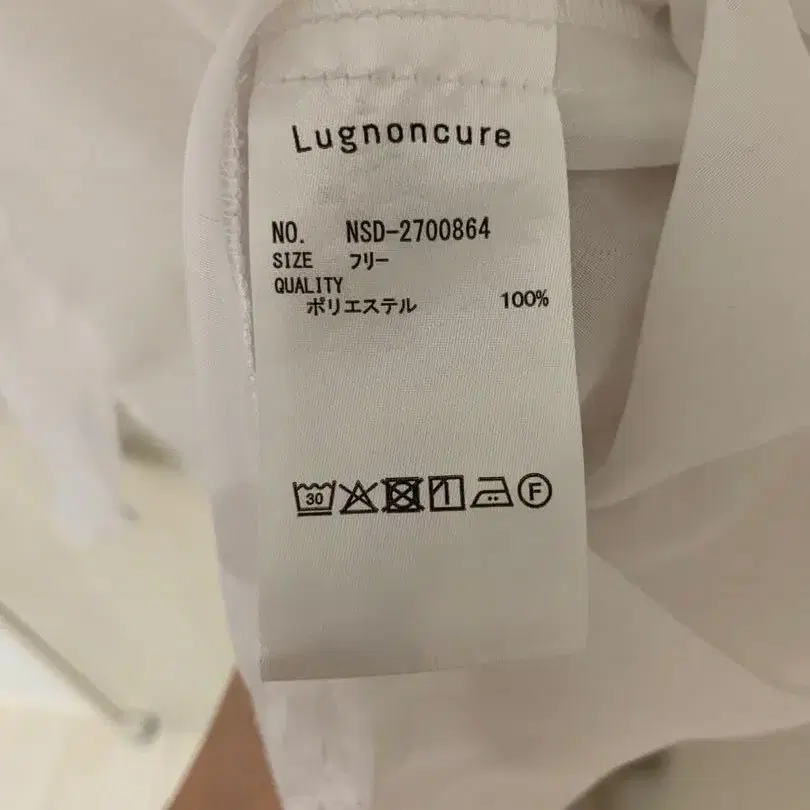 Lugnoncure
NO. NSD-2700864
SIZE フリー
QUALITY
ポリエステル 100%
30 F